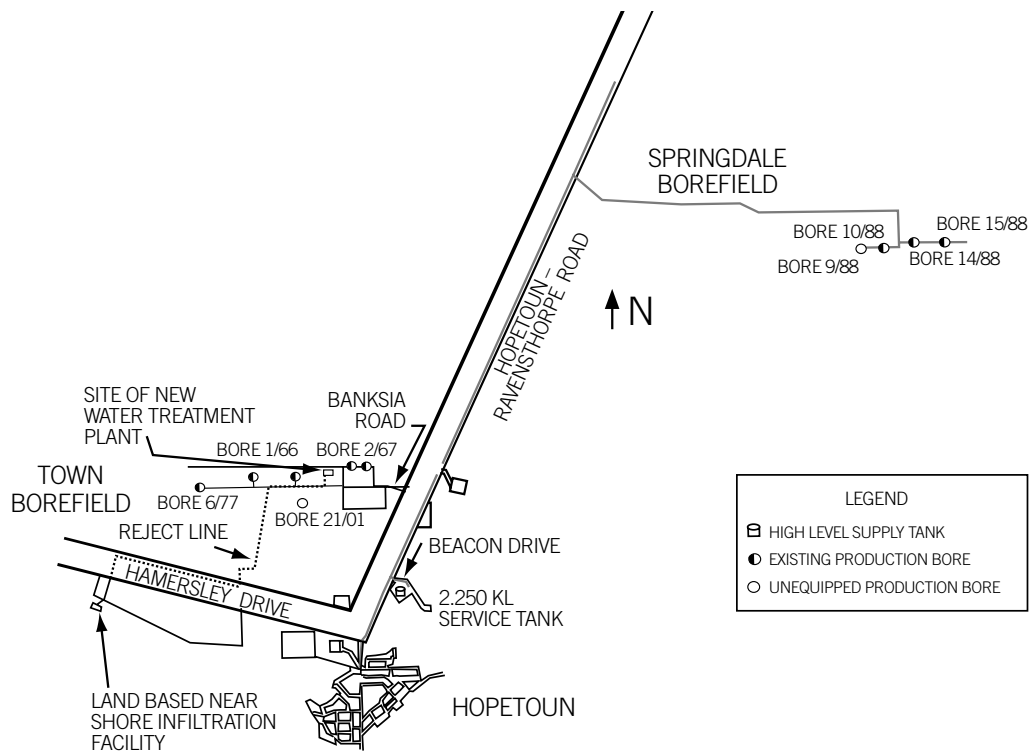 SPRINGDALE
BOREFIELD
BORE 10/88
BORE 15/88
BORE 9/88
BORE 14/88
HOPETOUN –
RAVENSTHORPE ROAD
N
SITE OF NEW
WATER TREATMENT
PLANT
BANKSIA
ROAD
BORE 1/66
BORE 2/67
TOWN
BOREFIELD
BORE 6/77
BORE 21/01
REJECT LINE
BEACON DRIVE
HAMERSLEY DRIVE
2.250 KL
SERVICE TANK
LAND BASED NEAR
SHORE INFILTRATION
FACILITY
HOPETOUN
LEGEND
HIGH LEVEL SUPPLY TANK
EXISTING PRODUCTION BORE
UNEQUIPPED PRODUCTION BORE